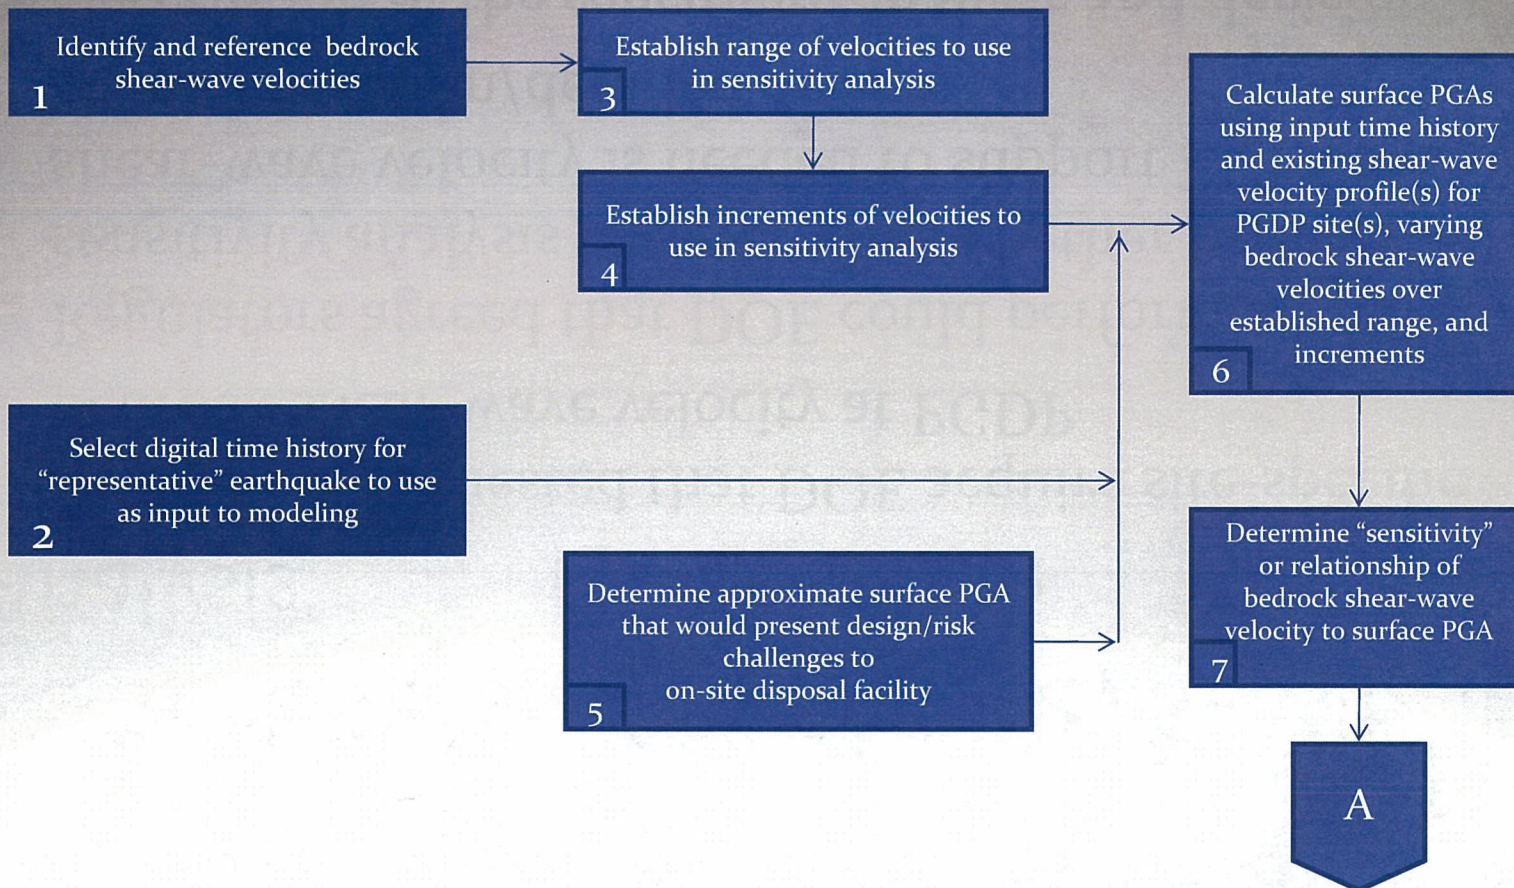 Identify and reference bedrock
shear-wave velocities
1
Establish range of velocities to use
in sensitivity analysis
3
Establish increments of velocities to
use in sensitivity analysis
4
Select digital time history for
“representative” earthquake to use
as input to modeling
2
Determine approximate surface PGA
that would present design/risk
challenges to
on-site disposal facility
5
Calculate surface PGAs
using input time history
and existing shear-wave
velocity profile(s) for
PGDP site(s), varying
bedrock shear-wave
velocities over
established range, and
increments
6
Determine “sensitivity”
or relationship of
bedrock shear-wave
velocity to surface PGA
7
A